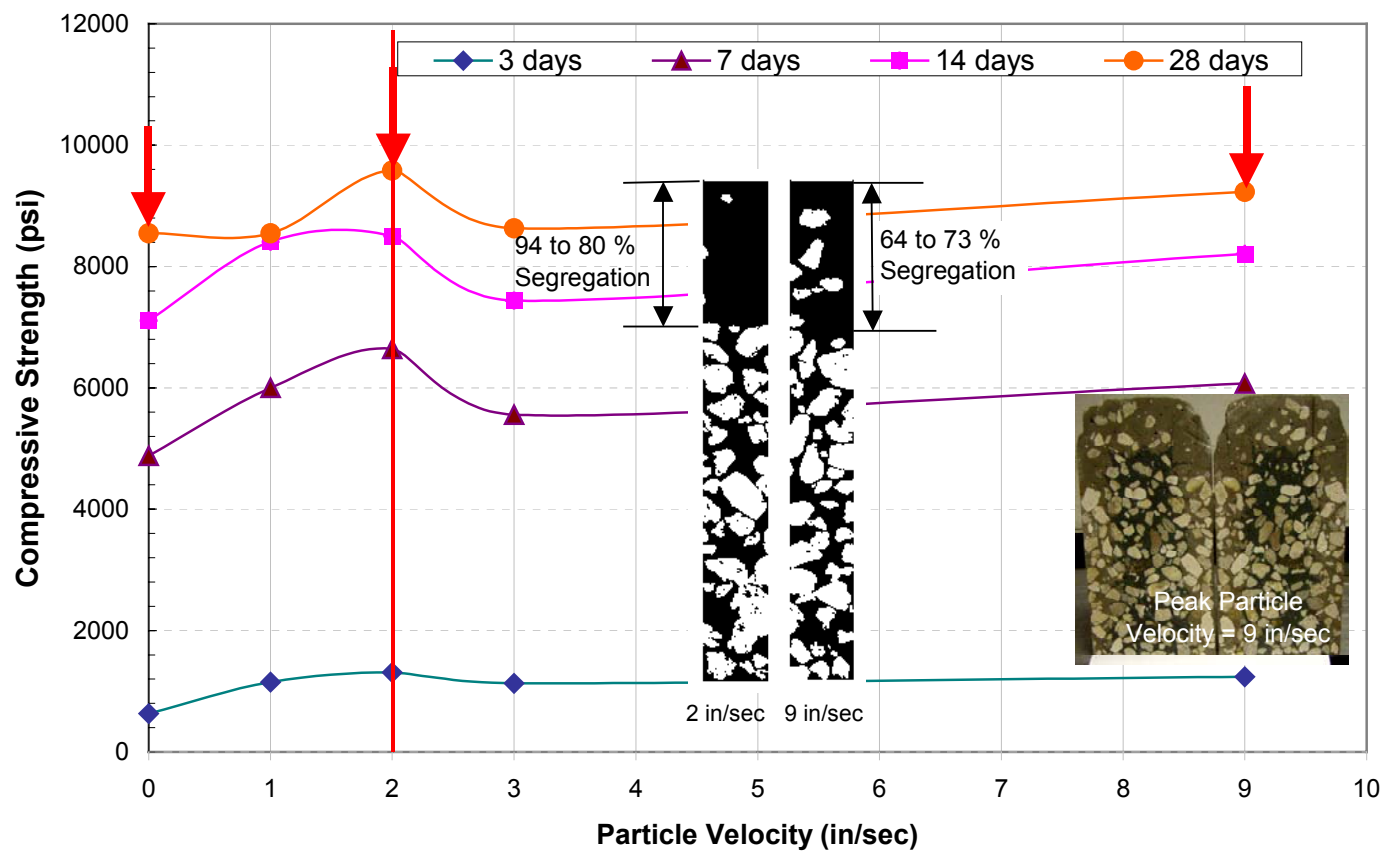 12000
10000
8000
6000
4000
2000
0
Compressive Strength (psi)
3 days 7 days 14 days 28 days
94 to 80 %
Segregation
64 to 73 %
Segregation
2 in/sec 9 in/sec
Peak Particle
Velocity = 9 in/sec
0 1 2 3 4 5 6 7 8 9 10
Particle Velocity (in/sec)